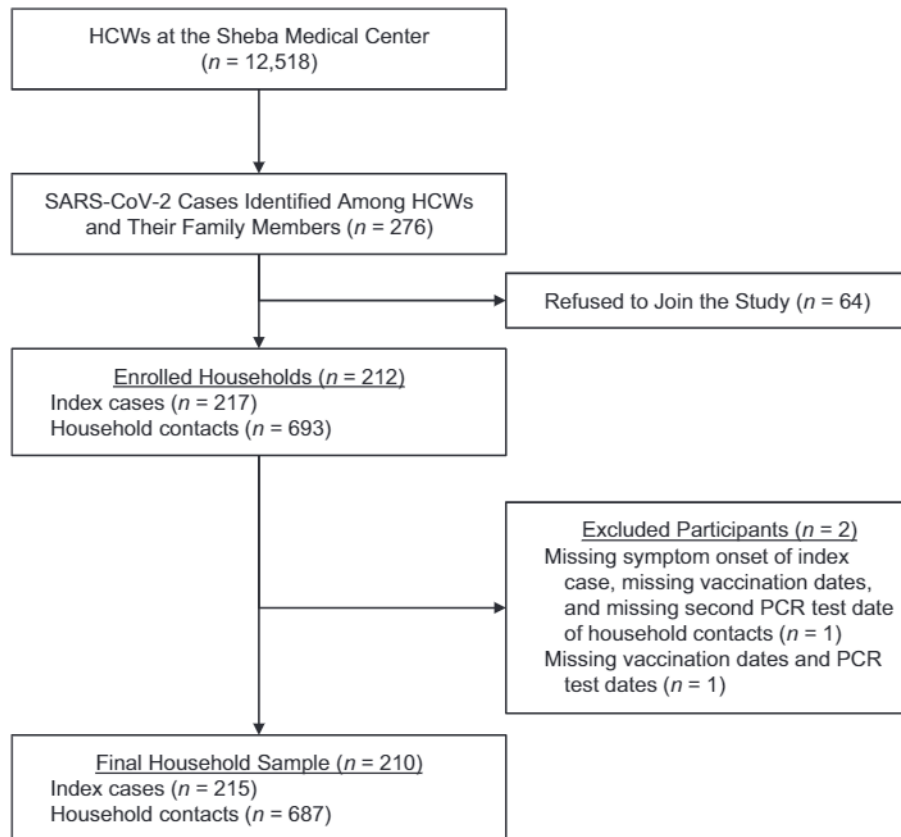 HCWs at the Sheba Medical Center
(n = 12,518)
SARS-CoV-2 Cases Identified Among HCWs
and Their Family Members (n = 276)
Refused to Join the Study (n = 64)
Enrolled Households (n = 212)
Index cases (n = 217)
Household contacts (n = 693)
Excluded Participants (n = 2)
Missing symptom onset of index
case, missing vaccination dates,
and missing second PCR test date
of household contacts (n = 1)
Missing vaccination dates and PCR
test dates (n = 1)
Final Household Sample (n = 210)
Index cases (n = 215)
Household contacts (n = 687)